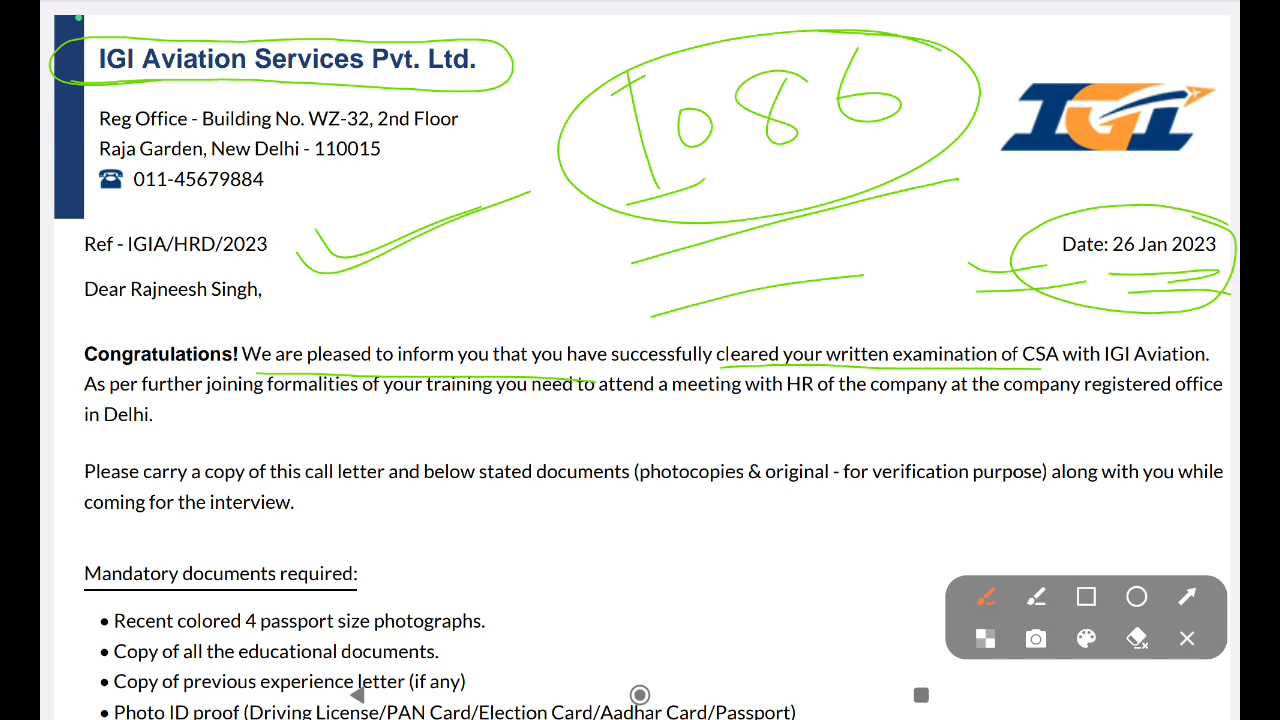 IGI Aviation Services Pvt. Ltd.
1086
IGI
Reg Office - Building No. WZ-32, 2nd Floor
Raja Garden, New Delhi - 110015
011-45679884
Ref - IGIA/HRD/2023
Date: 26 Jan 2023
Dear Rajneesh Singh,
Congratulations! We are pleased to inform you that you have successfully cleared your written examination of CSA with IGI Aviation.
As per further joining formalities of your training you need to attend a meeting with HR of the company at the company registered office
in Delhi.
Please carry a copy of this call letter and below stated documents (photocopies & original - for verification purpose) along with you while
coming for the interview.
Mandatory documents required:
• Recent colored 4 passport size photographs.
• Copy of all the educational documents.
• Copy of previous experience letter (if any)
• Photo ID proof (Driving License/PAN Card/Election Card/Aadhar Card/Passport)